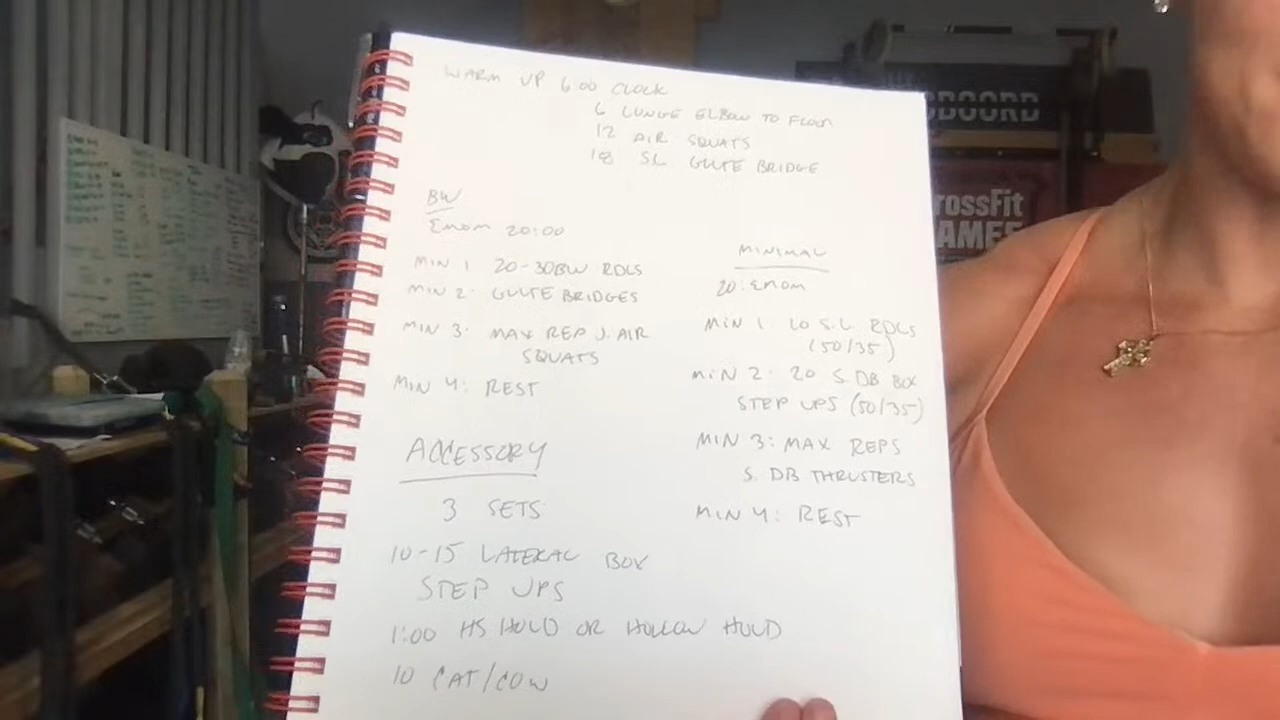 WARM UP 6:00 CLOCK
6 LUNGE ELBOW TO FLOOR
12 AIR SQUATS
18 SL GLUTE BRIDGE
BW
EMOM 20:00
MIN 1 20-30BW RDLS
MIN 2: GLUTE BRIDGES
MIN 3: MAX REP J. AIR
SQUATS
MIN 4: REST
ACCESSORY
3 SETS
10-15 LATERAL BOX
STEP UPS
1:00 HS HOLD OR HOLLOW HOLD
10 CAT/COW
MINIMAL
20: EMOM
MIN 1 20 S.L RDLS
(50/35)
MIN 2: 20 S. DB BOX
STEP UPS (50/35)
MIN 3: MAX REPS
S. DB THRUSTERS
MIN 4: REST
CrossFit
GAMES